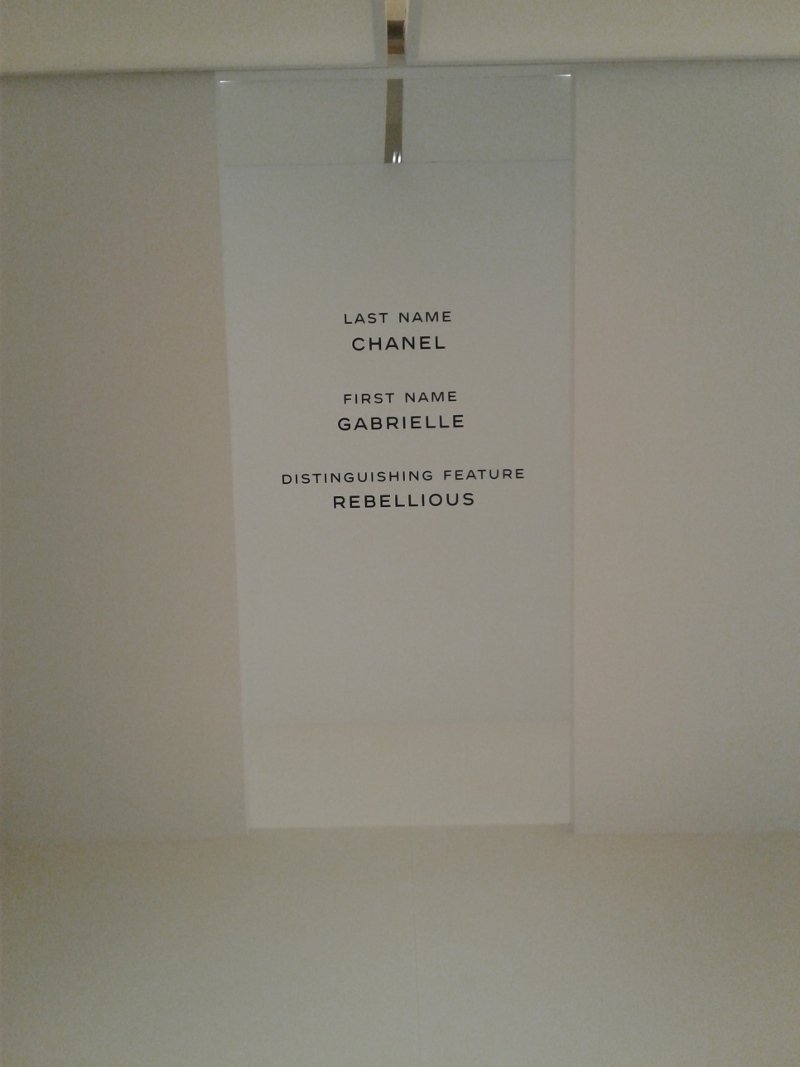 LAST NAME
CHANEL
FIRST NAME
GABRIELLE
DISTINGUISHING FEATURE
REBELLIOUS